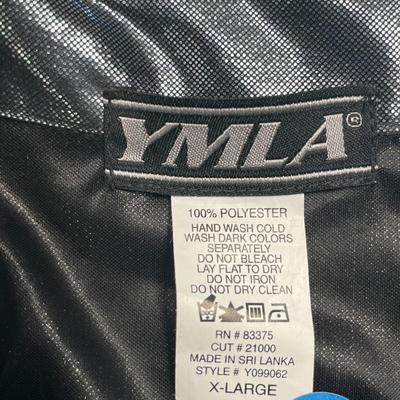 YMLA®
100% POLYESTER
HAND WASH COLD
WASH DARK COLORS
SEPARATELY
DO NOT BLEACH
LAY FLAT TO DRY
DO NOT IRON
DO NOT DRY CLEAN
RN # 83375
CUT # 21000
MADE IN SRI LANKA
STYLE # Y099062
X-LARGE